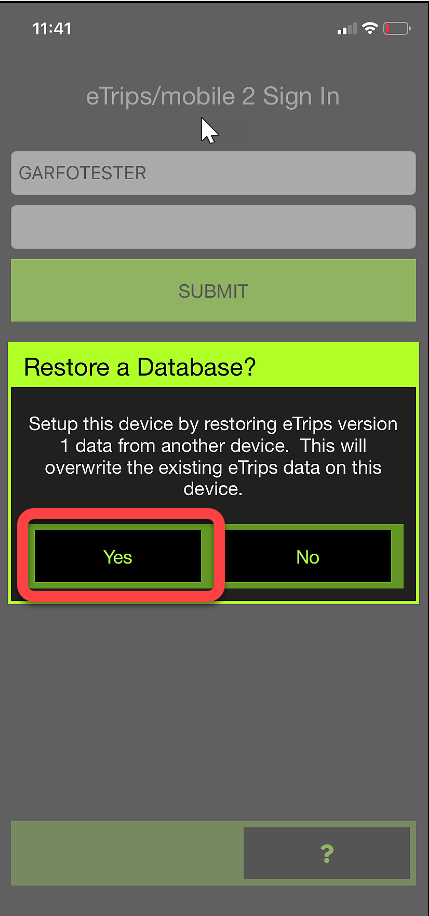 11:41
eTrips/mobile 2 Sign In
GARFOTESTER
SUBMIT
Restore a Database?
Setup this device by restoring eTrips version
1 data from another device.  This will
overwrite the existing eTrips data on this
device.
Yes
No
?